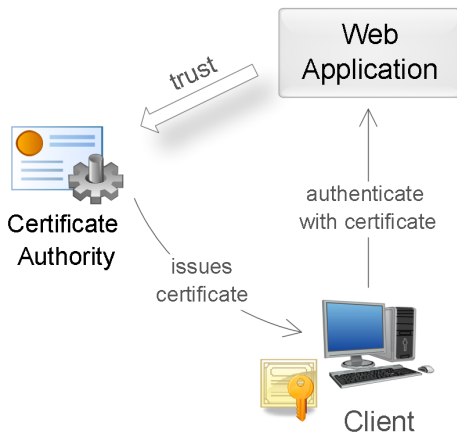 Web
Application
trust
Certificate
Authority
authenticate
with certificate
issues
certificate
Client